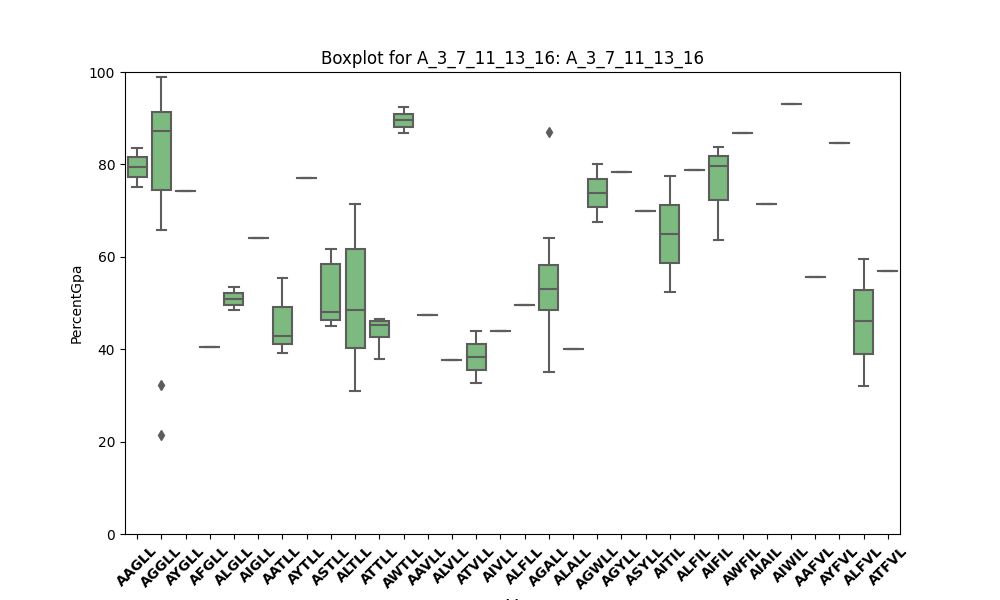 Boxplot for A_3_7_11_13_16: A_3_7_11_13_16
PercentGpa
100
80
60
40
20
0
AAGLL
AGGLL
AYGLL
AFGLL
ALGLL
AIGLL
AATLL
AYTLL
ASTLL
ALTLL
ATTLL
AWTLL
AAVLL
ALVLL
ATVLL
AIVLL
ALFLL
AGALL
ALALL
AGWLL
AGYLL
ASYLL
AITIL
ALFIL
AIFIL
AWFIL
AIAIL
AIWIL
AAFVL
AYFVL
ALFVL
ATFVL